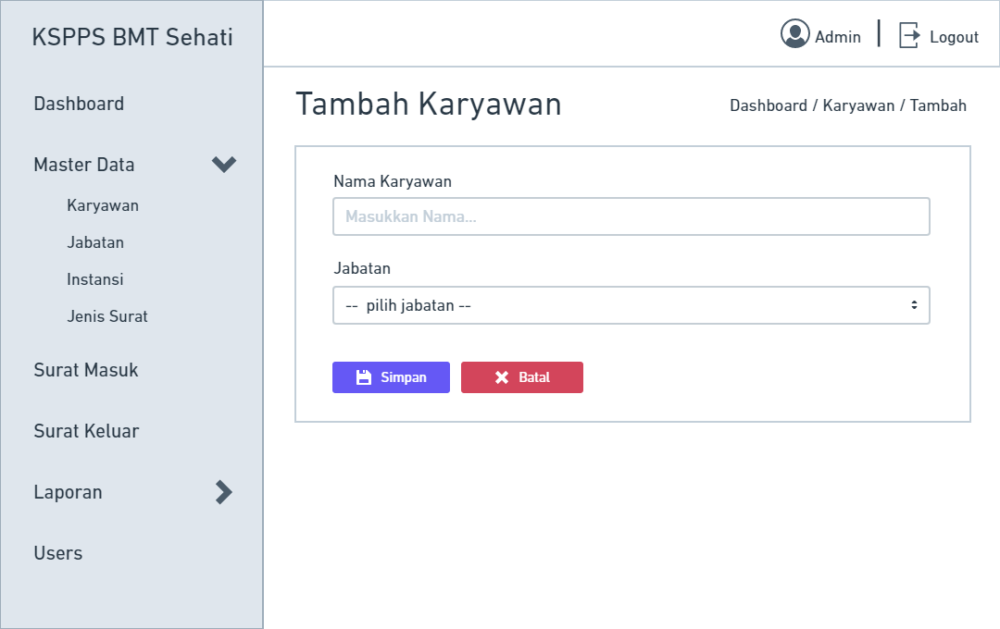 KSPPS BMT Sehati
Dashboard
Master Data
Karyawan
Jabatan
Instansi
Jenis Surat
Surat Masuk
Surat Keluar
Laporan
Users
Admin | Logout
Tambah Karyawan
Dashboard / Karyawan / Tambah
Nama Karyawan
Masukkan Nama...
Jabatan
-- pilih jabatan --
Simpan
Batal